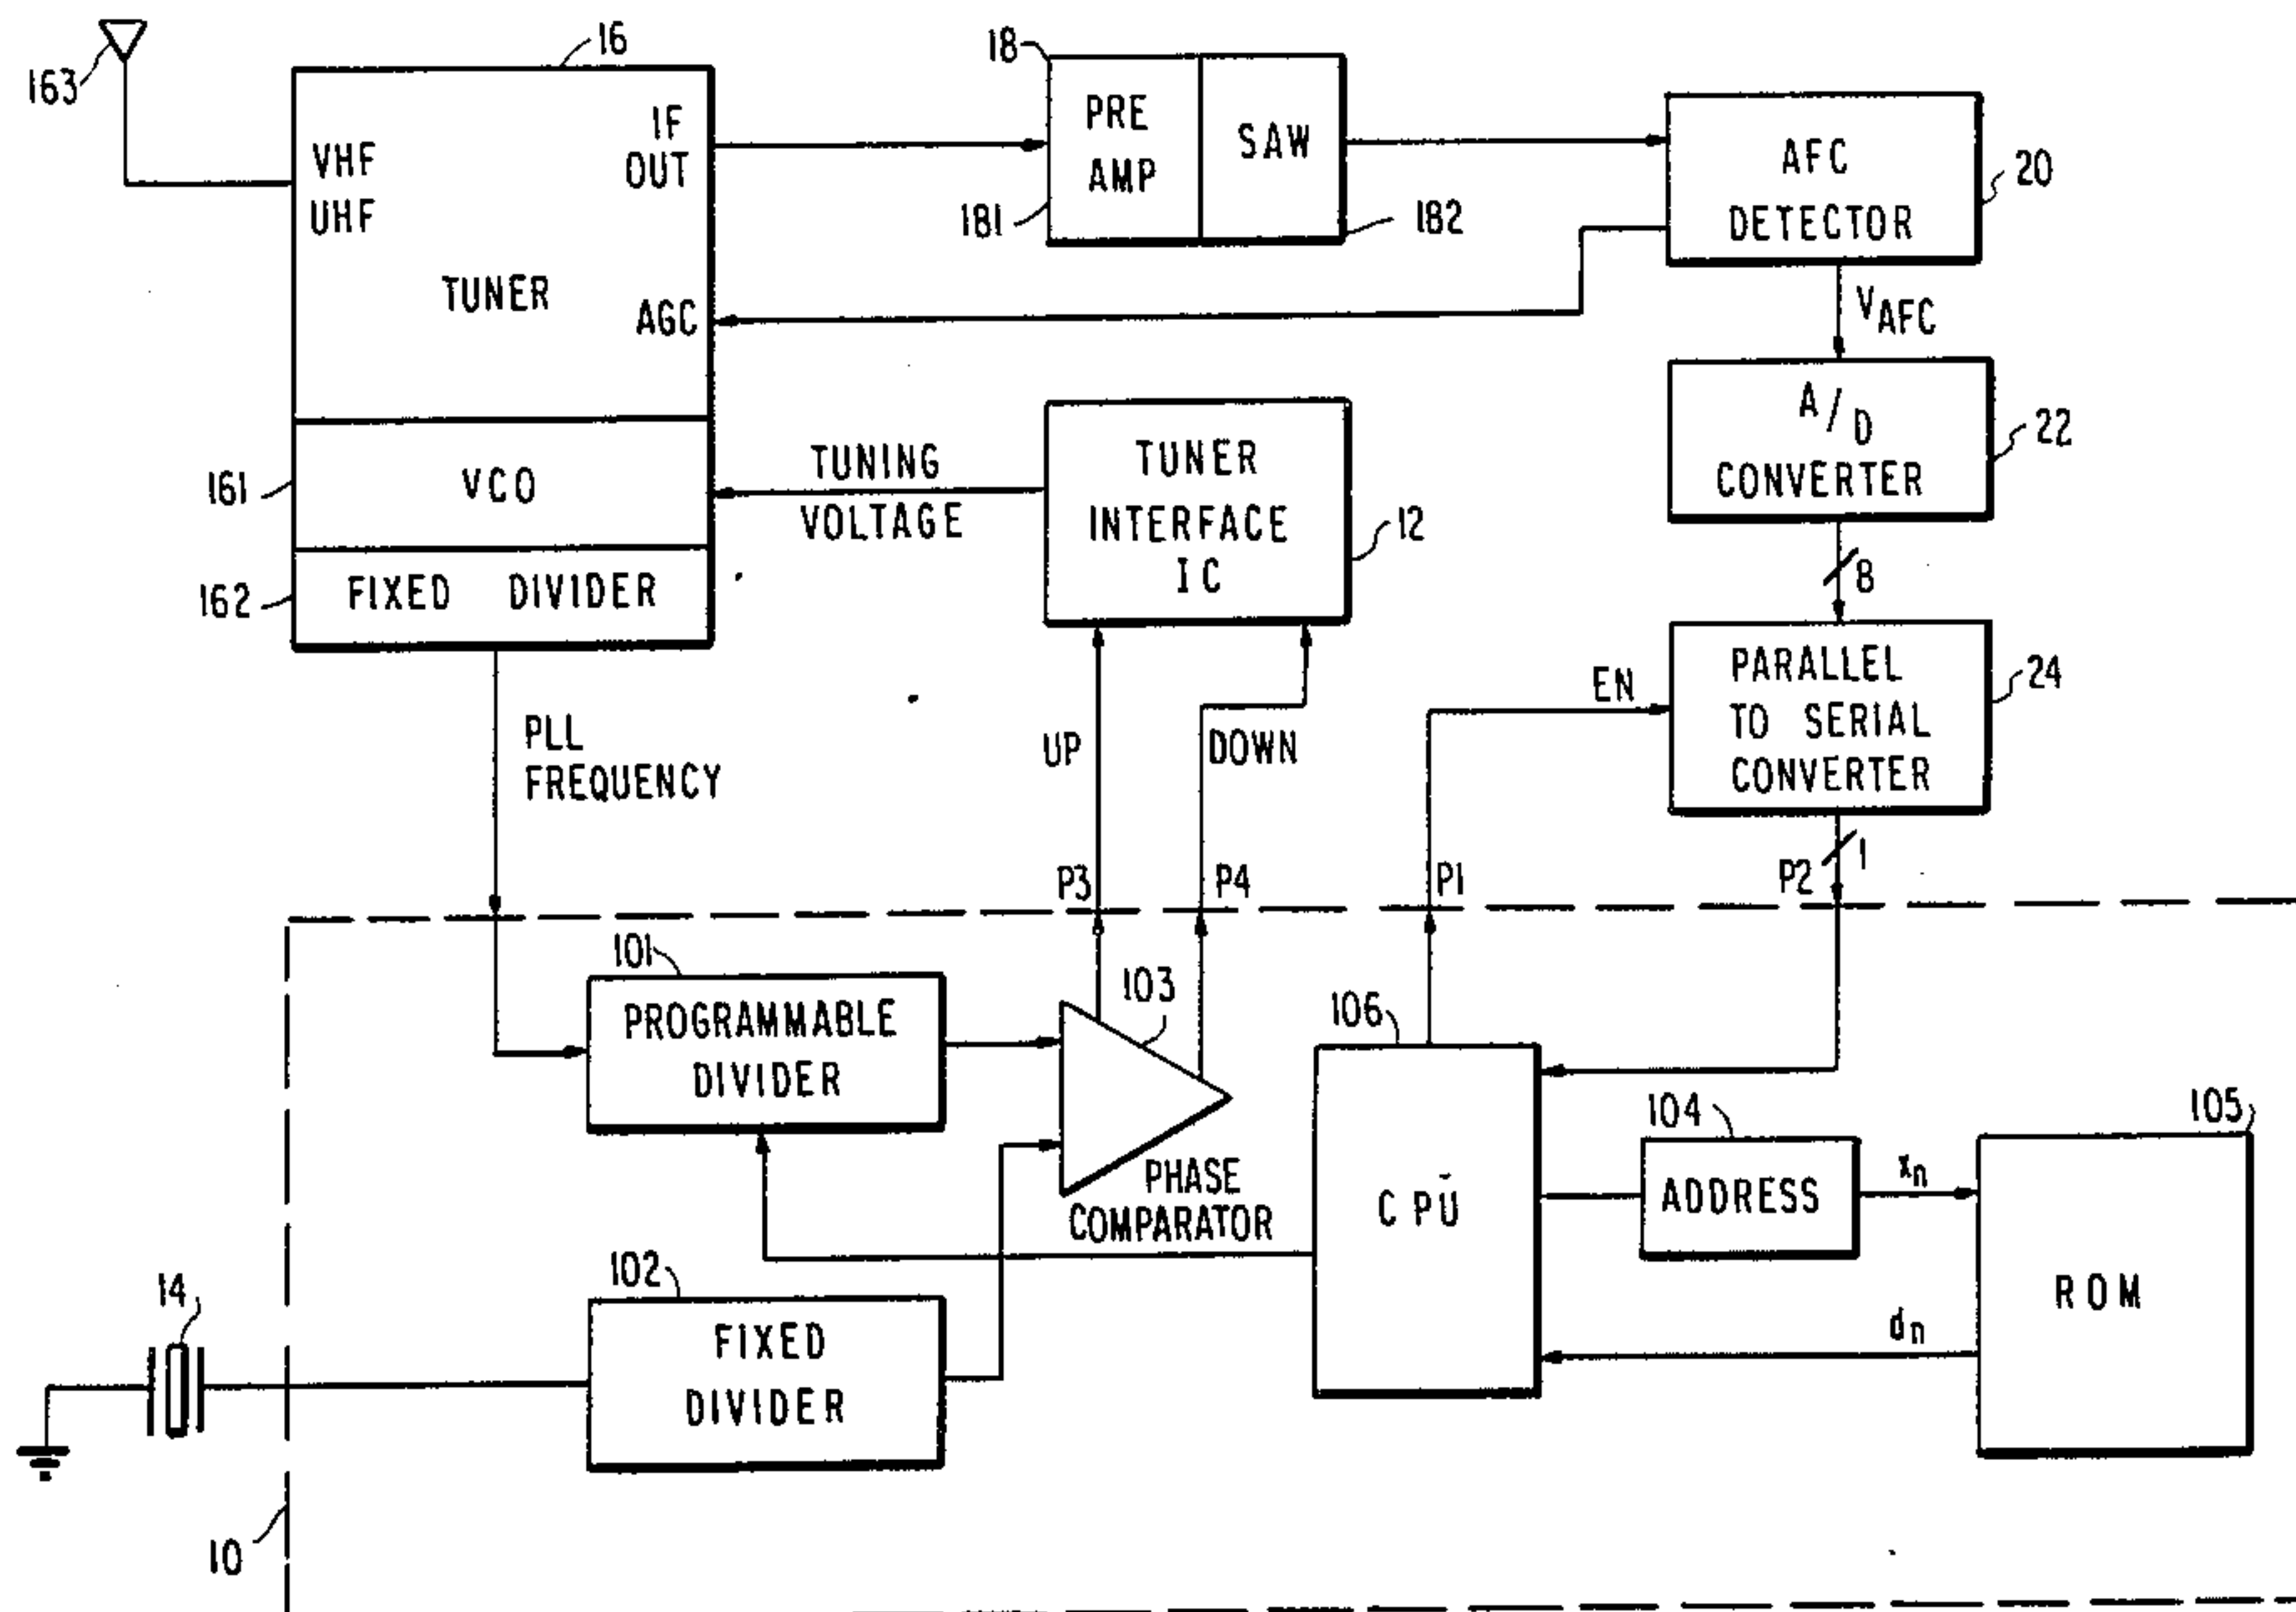 163
16
VHF
UHF
IF
OUT
TUNER
AGC
161
VCO
162
FIXED DIVIDER
18
PRE
AMP
SAW
181
182
AFC
DETECTOR
20
VAFC
A/D
CONVERTER
22
8
TUNING
VOLTAGE
TUNER
INTERFACE
IC
12
PARALLEL
TO SERIAL
CONVERTER
24
EN
PLL
FREQUENCY
UP
DOWN
P3
P4
P1
P2
1
101
PROGRAMMABLE
DIVIDER
103
PHASE
COMPARATOR
106
CPU
104
ADDRESS
xn
105
ROM
dn
102
FIXED
DIVIDER
14
10